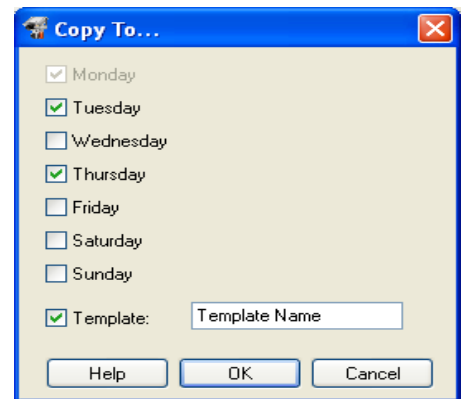 Copy To...
Monday
Tuesday
Wednesday
Thursday
Friday
Saturday
Sunday
Template: Template Name
Help OK Cancel